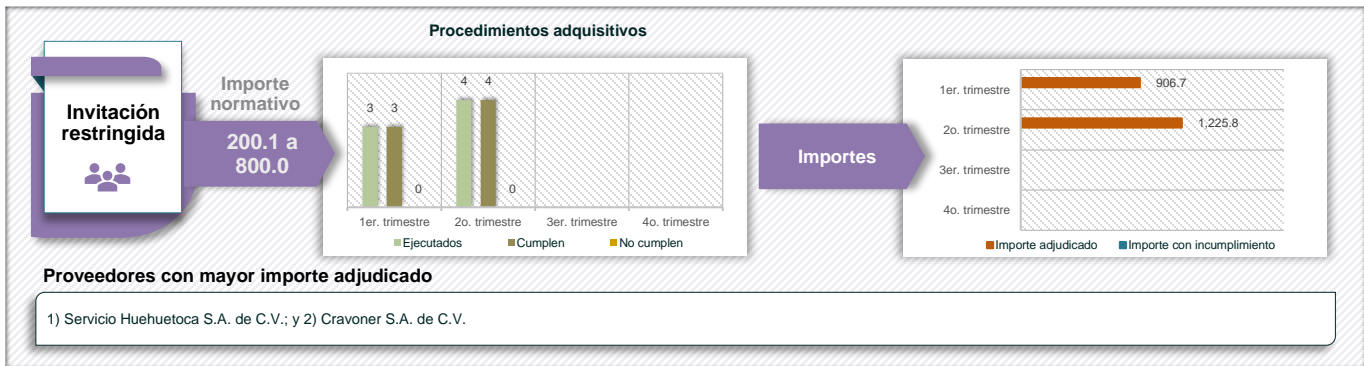 Procedimientos adquisitivos
Invitación
restringida
Importe
normativo
200.1 a
800.0
3 3
0
4 4
0
1er. trimestre 2o. trimestre 3er. trimestre 4o. trimestre
Ejecutados Cumplen No cumplen
Importes
1er. trimestre 906.7
2o. trimestre 1,225.8
3er. trimestre
4o. trimestre
Importe adjudicado Importe con incumplimiento
Proveedores con mayor importe adjudicado
1) Servicio Huehuetoca S.A. de C.V.; y 2) Cravoner S.A. de C.V.